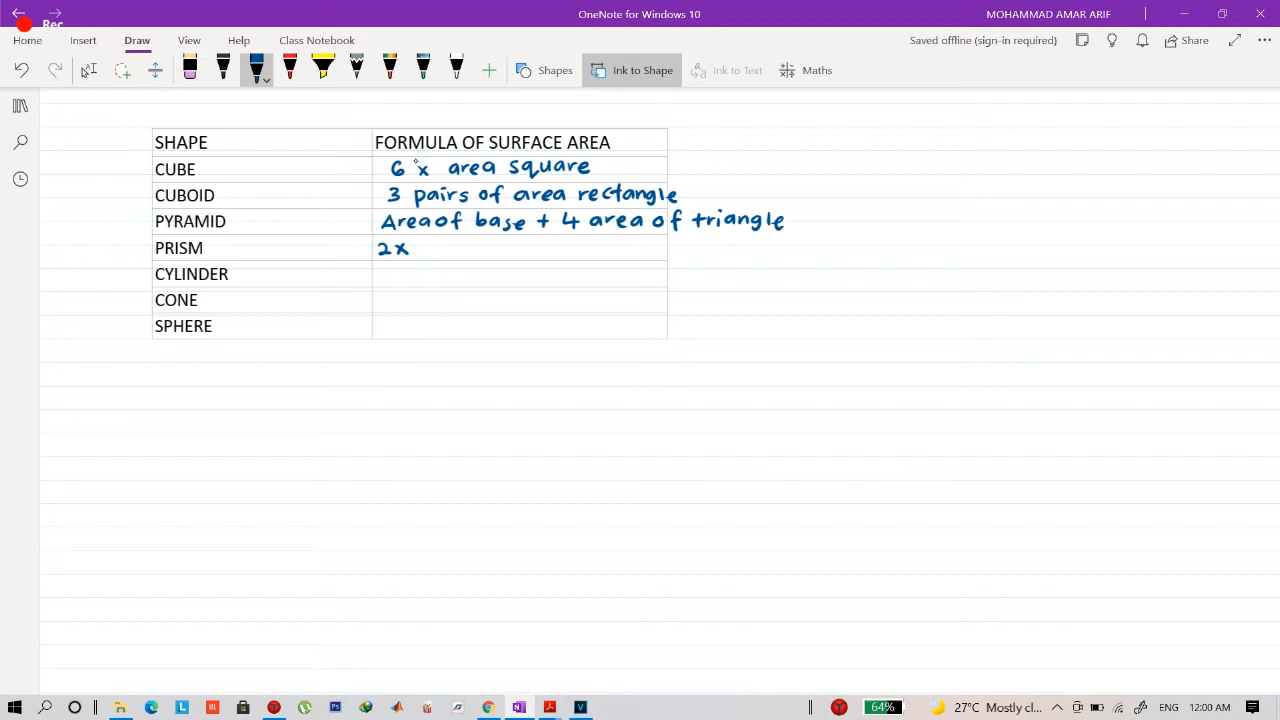 Rec
OneNote for Windows 10
MOHAMMAD AMAR ARIF
Home Insert Draw View Help Class Notebook
Saved offline (sign-in required)
Share
Shapes
Ink to Shape
Ink to Text
Maths
SHAPE FORMULA OF SURFACE AREA
CUBE 6 x area square
CUBOID 3 pairs of area rectangle
PYRAMID Area of base + 4 area of triangle
PRISM 2x
CYLINDER
CONE
SPHERE
64% 27°C Mostly cl... ENG 12:00 AM